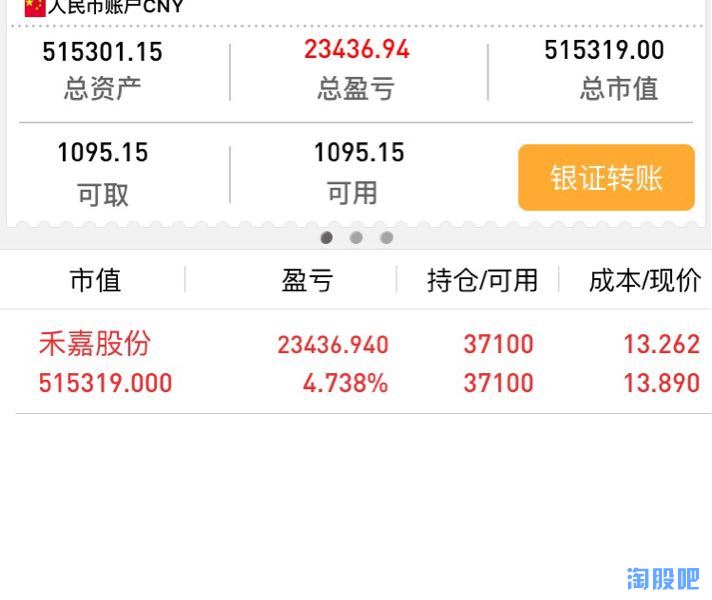 人民币账户CNY
515301.15 23436.94 515319.00
总资产 总盈亏 总市值
1095.15 1095.15
可取 可用 银证转账
市值 盈亏 持仓/可用 成本/现价
禾嘉股份 23436.940 37100 13.262
515319.000 4.738% 37100 13.890
淘股吧